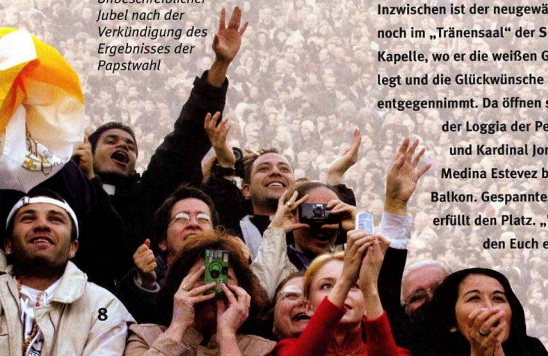 Unbeschreiblicher
Jubel nach der
Verkündigung des
Ergebnisses der
Papstwahl
Inzwischen ist der neugewä
noch im „Tränensaal“ der S
Kapelle, wo er die weißen G
legt und die Glückwünsche
entgegennimmt. Da öffnen s
der Loggia der Pe
und Kardinal Jor
Medina Estevez b
Balkon. Gespannte
erfüllt den Platz. „
den Euch e
8